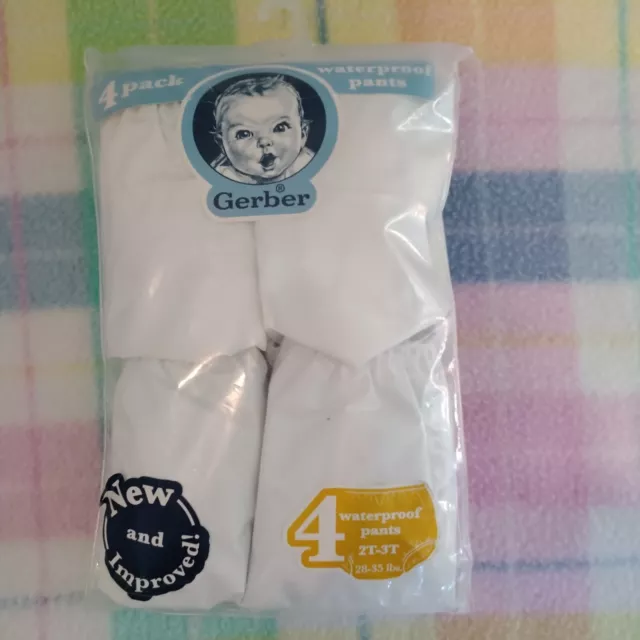 4 pack
waterproof
pants
Gerber®
New
and
Improved!
4
waterproof
pants
2T-3T
28-35 lbs.